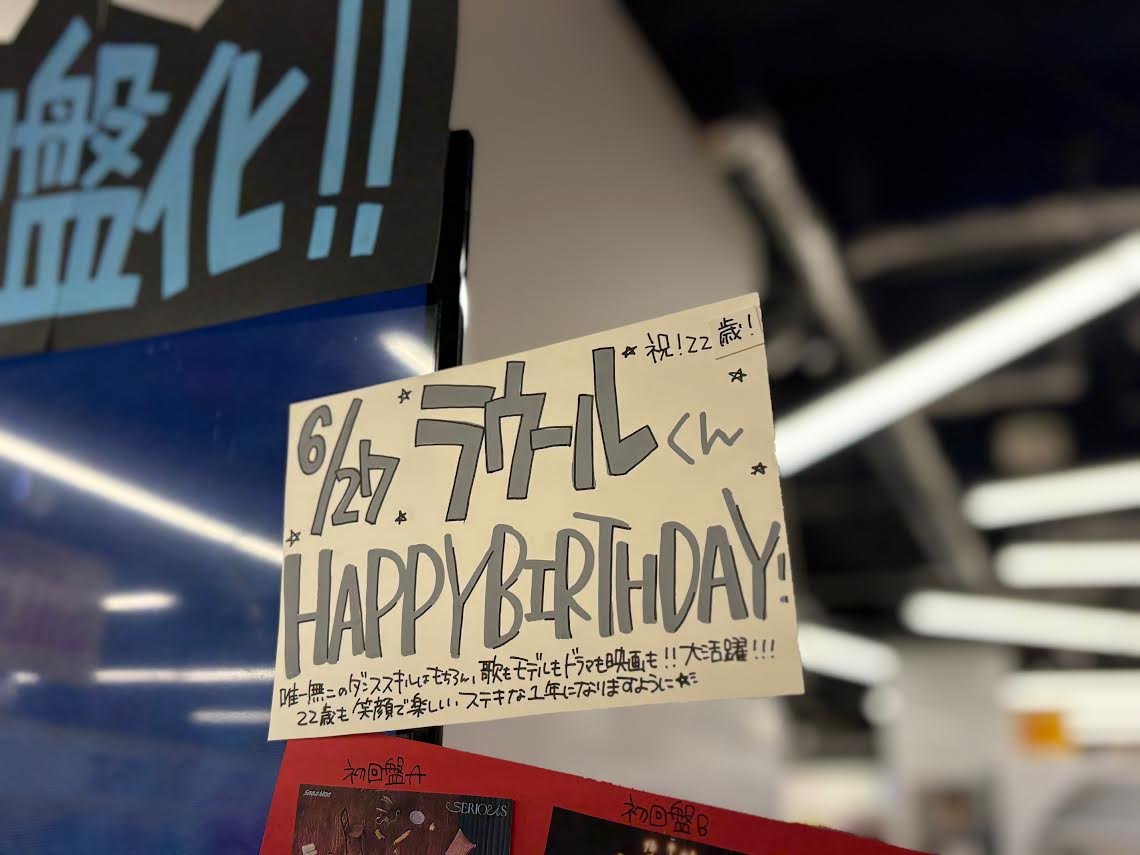 盤化!!
☆祝!22歳!
6/27 ラウールくん
HAPPY BIRTHDAY!
唯一無二のダンススキルはもちろん、歌もモデルもドラマも映画も!!大活躍!!!
22歳も笑顔で楽しい、ステキな1年になりますように☆
初回盤A
初回盤B
Snow Man
SERIOUS